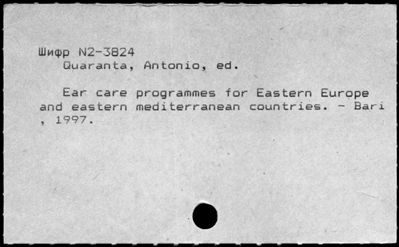 Шифр N2-3824
Quaranta, Antonio, ed.
Ear care programmes for Eastern Europe
and eastern mediterranean countries. - Bari
, 1997.